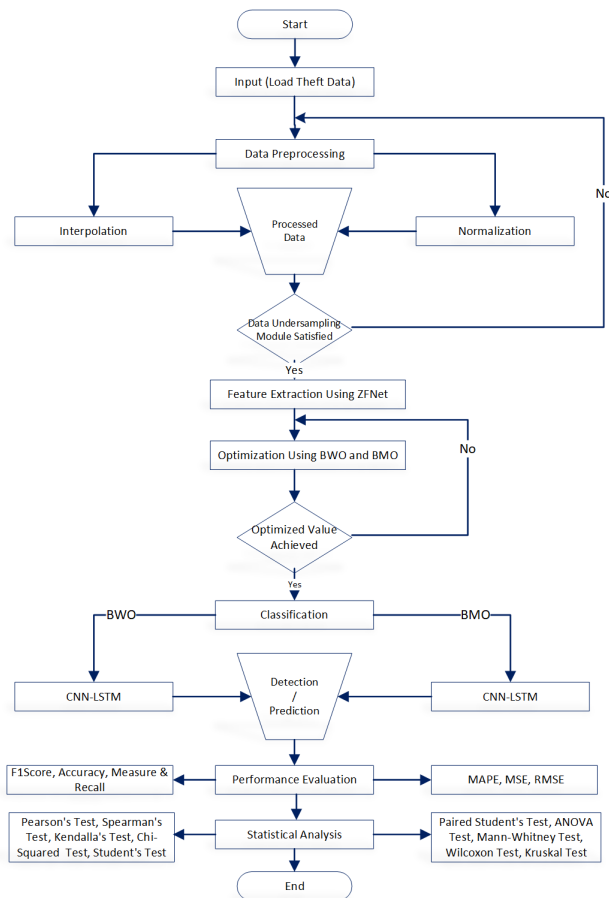 Start
Input (Load Theft Data)
Data Preprocessing
No
Interpolation
Processed
Data
Normalization
Data Undersampling
Module Satisfied
Yes
Feature Extraction Using ZFNet
Optimization Using BWO and BMO
No
Optimized Value
Achieved
Yes
Classification
BWO
BMO
CNN-LSTM
Detection
/
Prediction
CNN-LSTM
F1Score, Accuracy, Measure &
Recall
Performance Evaluation
MAPE, MSE, RMSE
Pearson's Test, Spearman's
Test, Kendalla's Test, Chi-
Squared Test, Student's Test
Statistical Analysis
Paired Student's Test, ANOVA
Test, Mann-Whitney Test,
Wilcoxon Test, Kruskal Test
End